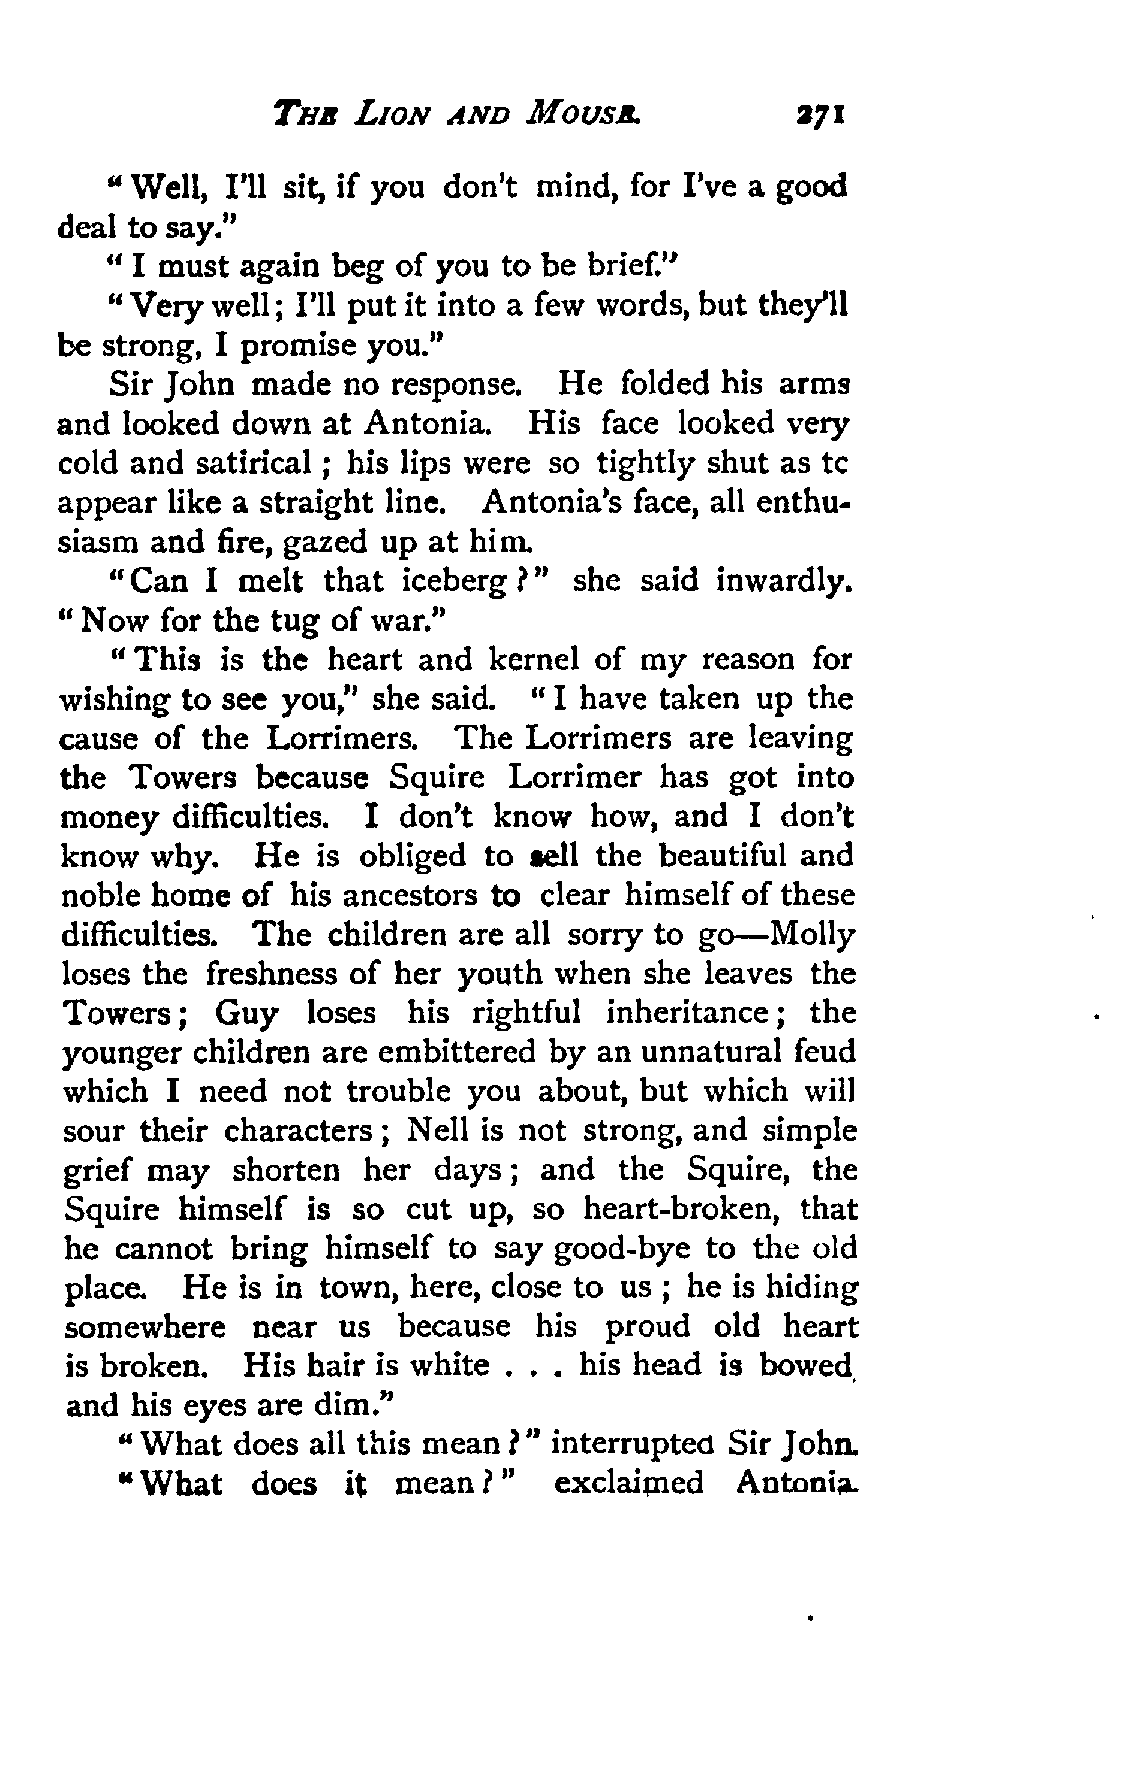 THE LION AND MOUSE. 271
"Well, I'll sit, if you don't mind, for I've a good
deal to say."
"I must again beg of you to be brief."
"Very well; I'll put it into a few words, but they'll
be strong, I promise you."
Sir John made no response. He folded his arms
and looked down at Antonia. His face looked very
cold and satirical; his lips were so tightly shut as to
appear like a straight line. Antonia's face, all enthu-
siasm and fire, gazed up at him.
"Can I melt that iceberg?" she said inwardly.
"Now for the tug of war."
"This is the heart and kernel of my reason for
wishing to see you," she said. "I have taken up the
cause of the Lorrimers. The Lorrimers are leaving
the Towers because Squire Lorrimer has got into
money difficulties. I don't know how, and I don't
know why. He is obliged to sell the beautiful and
noble home of his ancestors to clear himself of these
difficulties. The children are all sorry to go—Molly
loses the freshness of her youth when she leaves the
Towers; Guy loses his rightful inheritance; the
younger children are embittered by an unnatural feud
which I need not trouble you about, but which will
sour their characters; Nell is not strong, and simple
grief may shorten her days; and the Squire, the
Squire himself is so cut up, so heart-broken, that
he cannot bring himself to say good-bye to the old
place. He is in town, here, close to us; he is hiding
somewhere near us because his proud old heart
is broken. His hair is white . . . his head is bowed,
and his eyes are dim."
"What does all this mean?" interrupted Sir John.
"What does it mean?" exclaimed Antonia.